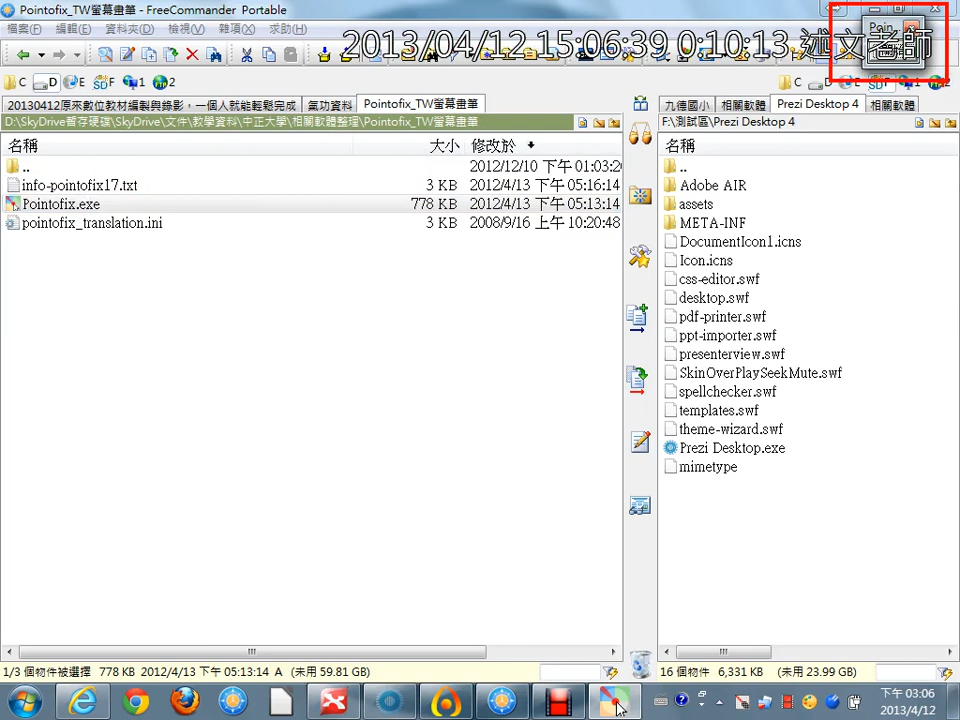 Pointofix_TW螢幕畫筆 - FreeCommander Portable
檔案(F) 編輯(E) 資料夾(D) 檢視(V) 雜項(X) 求助(H)
2013/04/12 15:06:39 0:10:13 述文老師
Poin
C D E F 1 2
C D E F 1 2
20130412原來數位教材編製與錄影，一個人就能輕鬆完成 氣功資料 Pointofix_TW螢幕畫筆
九德國小 相關軟體 Prezi Desktop 4 相關軟體
D:\SkyDrive暫存硬碟\SkyDrive\文件\教學資料\中正大學\相關軟體整理\Pointofix_TW螢幕畫筆
F:\測試區\Prezi Desktop 4
名稱 大小 修改於
.. 2012/12/10 下午 01:03:2
info-pointofix17.txt 3 KB 2012/4/13 下午 05:16:14
Pointofix.exe 778 KB 2012/4/13 下午 05:13:14
pointofix_translation.ini 3 KB 2008/9/16 上午 10:20:48
名稱
..
Adobe AIR
assets
META-INF
DocumentIcon1.icns
Icon.icns
css-editor.swf
desktop.swf
pdf-printer.swf
ppt-importer.swf
presenterview.swf
SkinOverPlaySeekMute.swf
spellchecker.swf
templates.swf
theme-wizard.swf
Prezi Desktop.exe
mimetype
1/3 個物件被選擇 778 KB 2012/4/13 下午 05:13:14 A (未用 59.81 GB)
16 物件 6,331 KB (未用 23.99 GB)
下午 03:06
2013/4/12